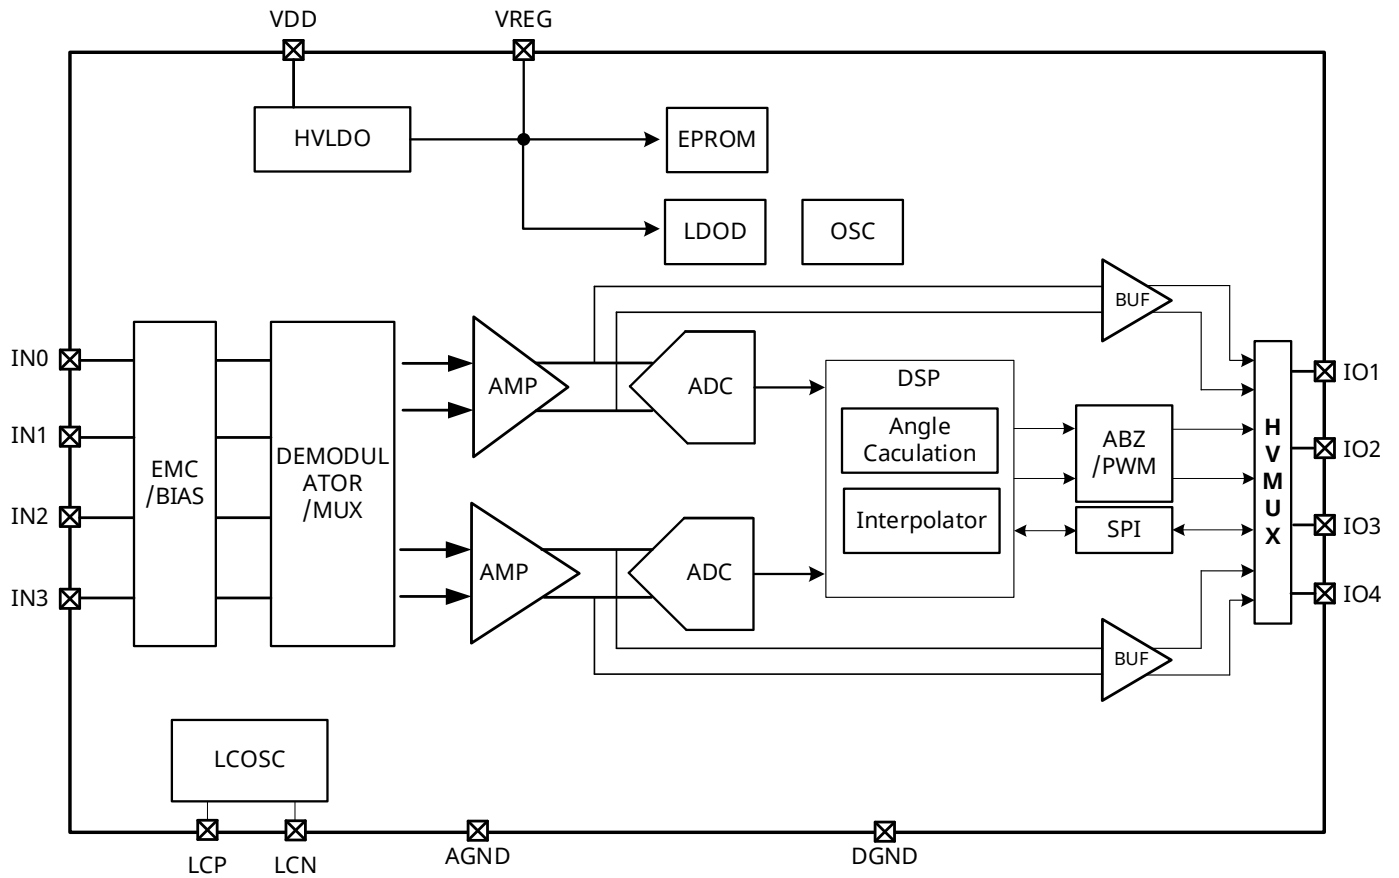 VDD
VREG
HVLDO
EPROM
LDOD
OSC
BUF
IN0
IN1
IN2
IN3
EMC
/BIAS
DEMODUL
ATOR
/MUX
AMP
ADC
DSP
Angle
Caculation
Interpolator
ABZ
/PWM
SPI
H
V
M
U
X
IO1
IO2
IO3
IO4
AMP
ADC
BUF
LCOSC
LCP
LCN
AGND
DGND